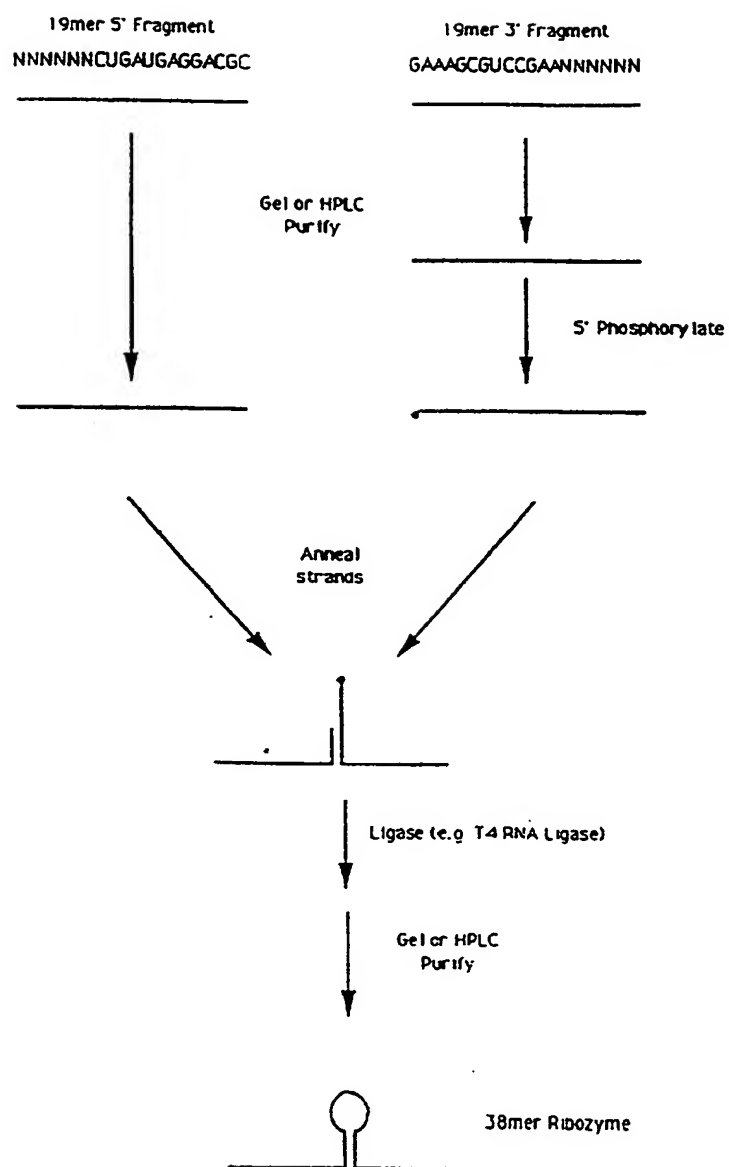 19mer 5' Fragment
NNNNNNCUGAUGAGGACGC
19mer 3' Fragment
GAAAGCGUCCGAANNNNNN
Gel or HPLC
Purify
5' Phosphorylate
Anneal
strands
Ligase (e.g T4 RNA Ligase)
Gel or HPLC
Purify
38mer Ribozyme